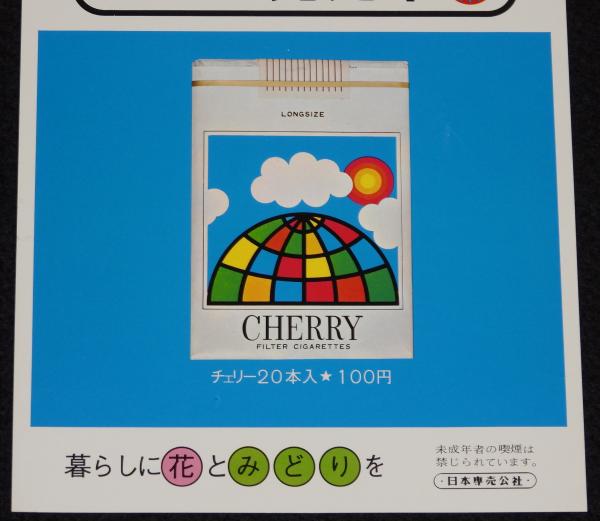 LONGSIZE
CHERRY
FILTER CIGARETTES
チェリー20本入★100円
暮らしに花とみどりを
未成年者の喫煙は
禁じられています。
・日本専売公社・